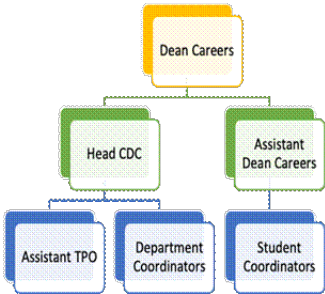 Dean Careers
Head CDC
Assistant
Dean Careers
Assistant TPO
Department
Coordinators
Student
Coordinators